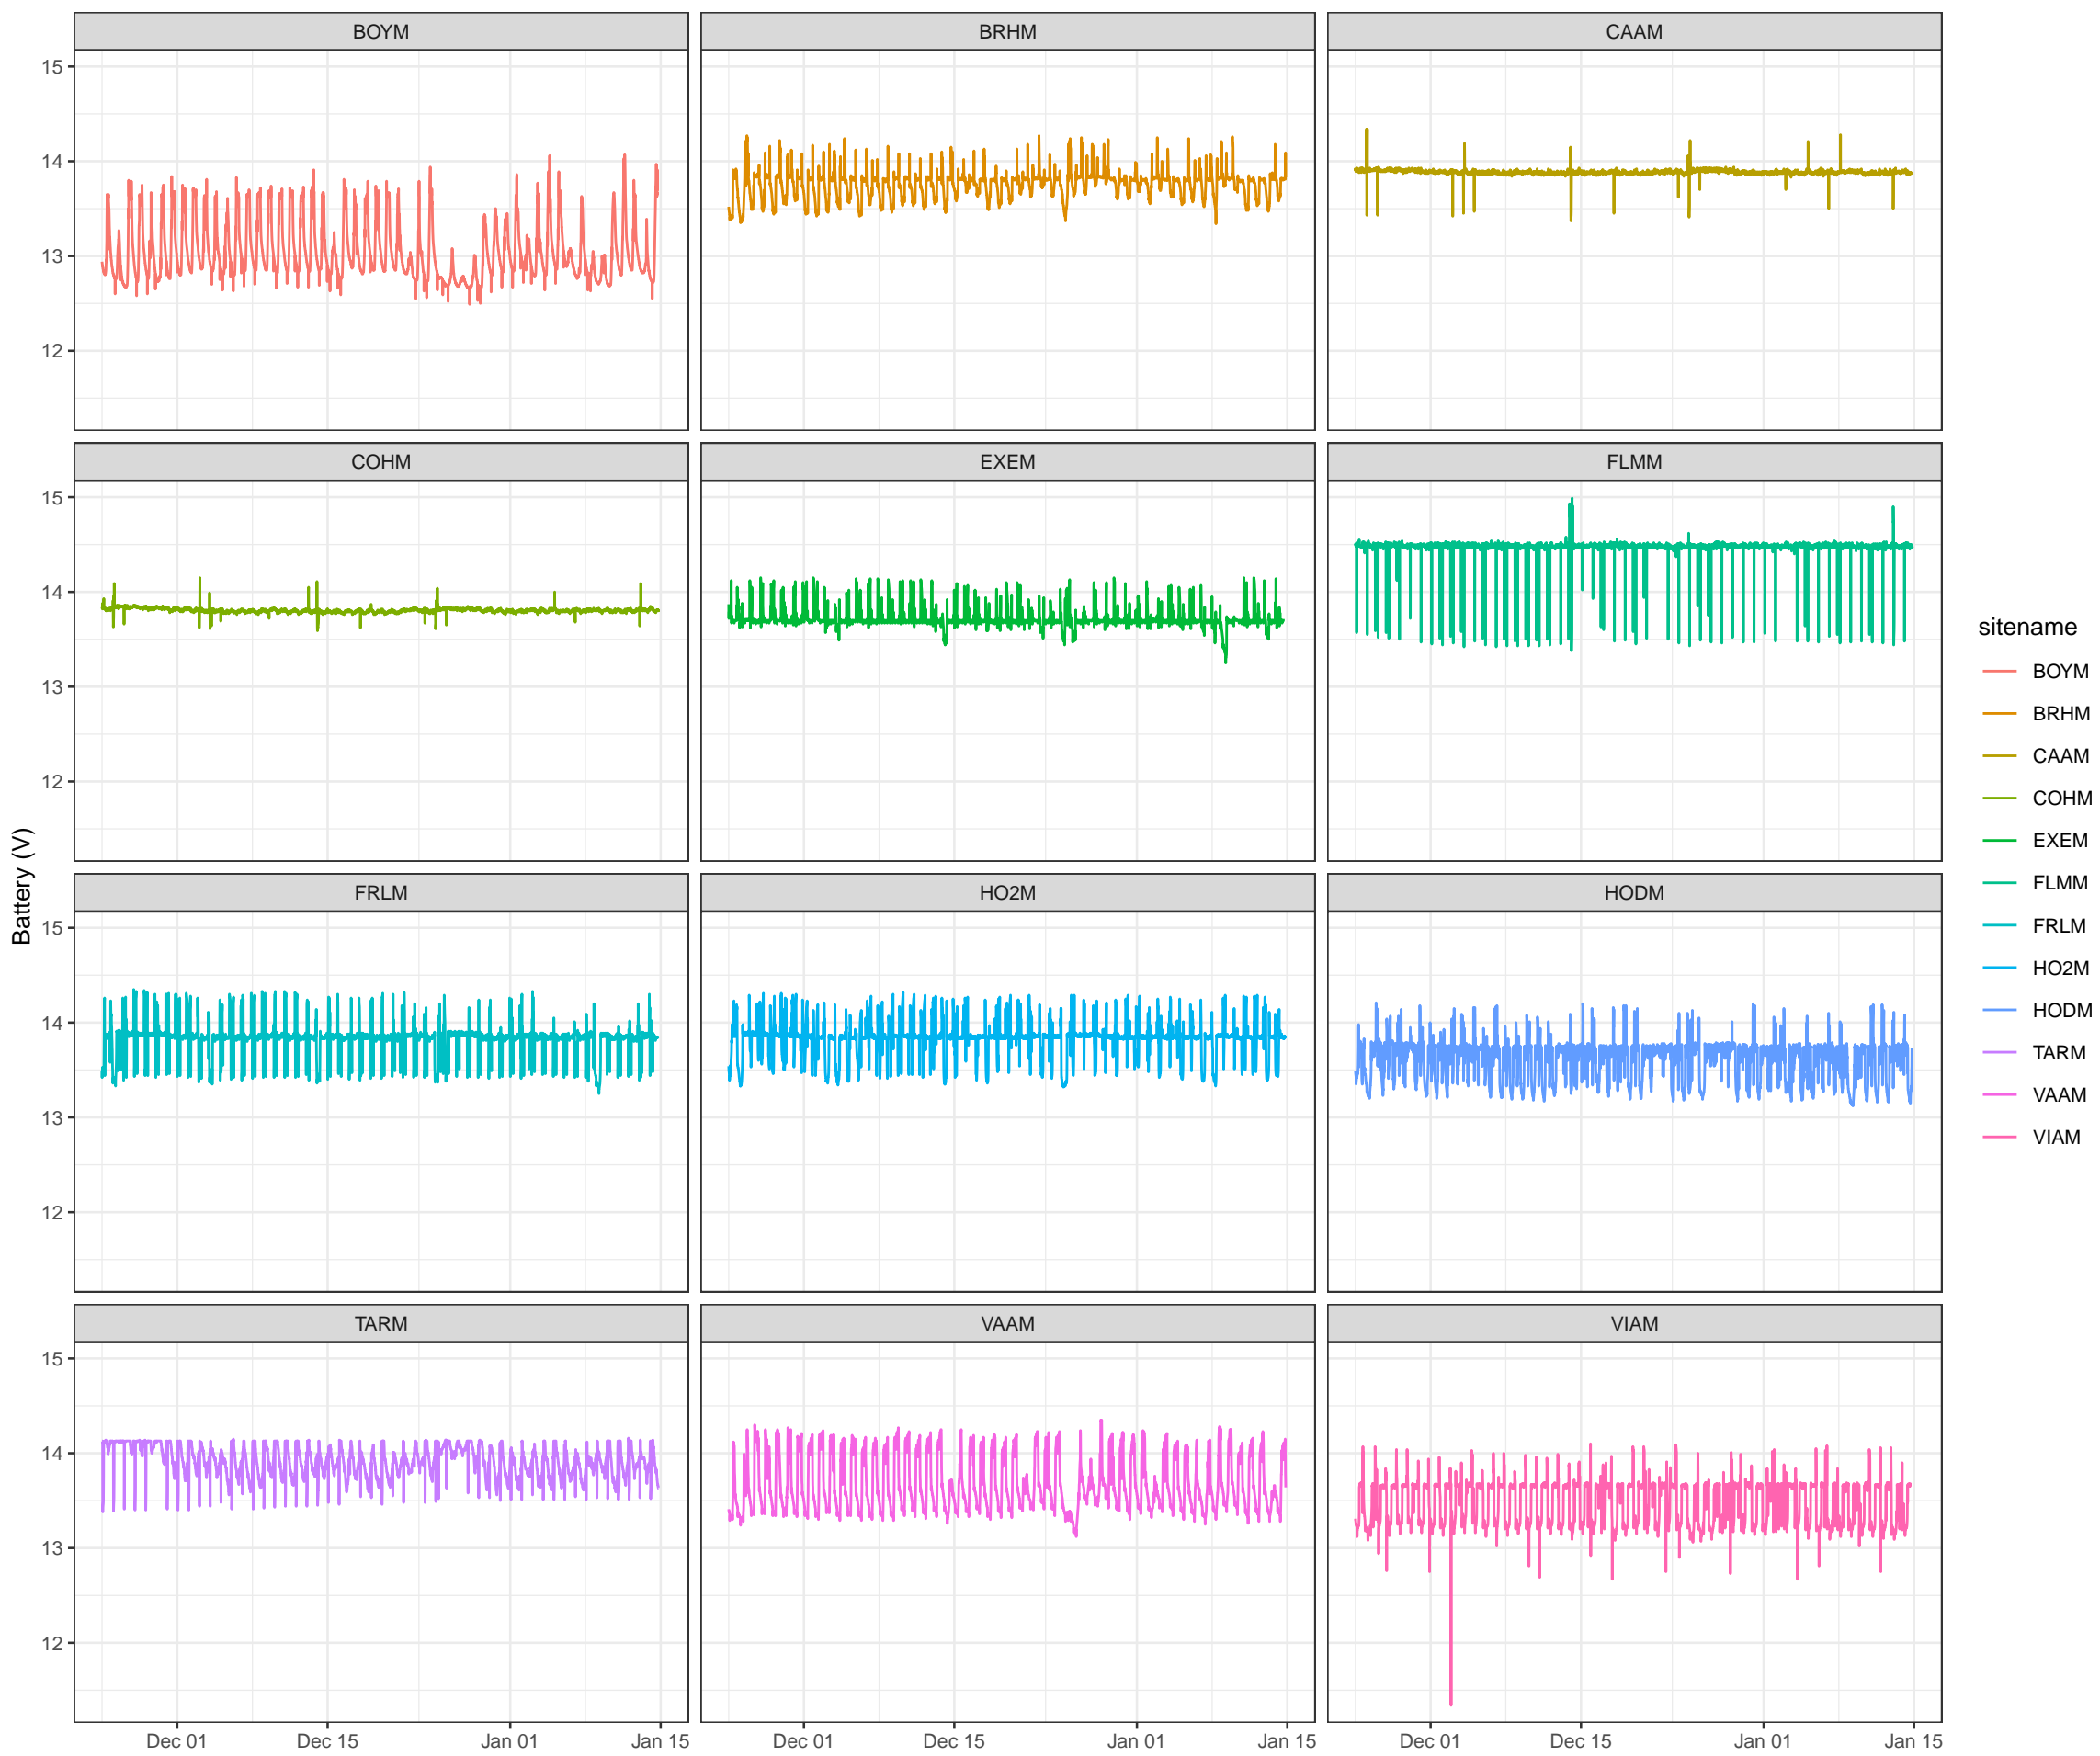 BOYM BRHM CAAM
15
14
13
12
COHM EXEM FLMM
15
14
13
12
FRLM HO2M HODM
15
14
13
12
TARM VAAM VIAM
15
14
13
12
Dec 01 Dec 15 Jan 01 Jan 15 Dec 01 Dec 15 Jan 01 Jan 15 Dec 01 Dec 15 Jan 01 Jan 15
Battery (V)
sitename
BOYM
BRHM
CAAM
COHM
EXEM
FLMM
FRLM
HO2M
HODM
TARM
VAAM
VIAM